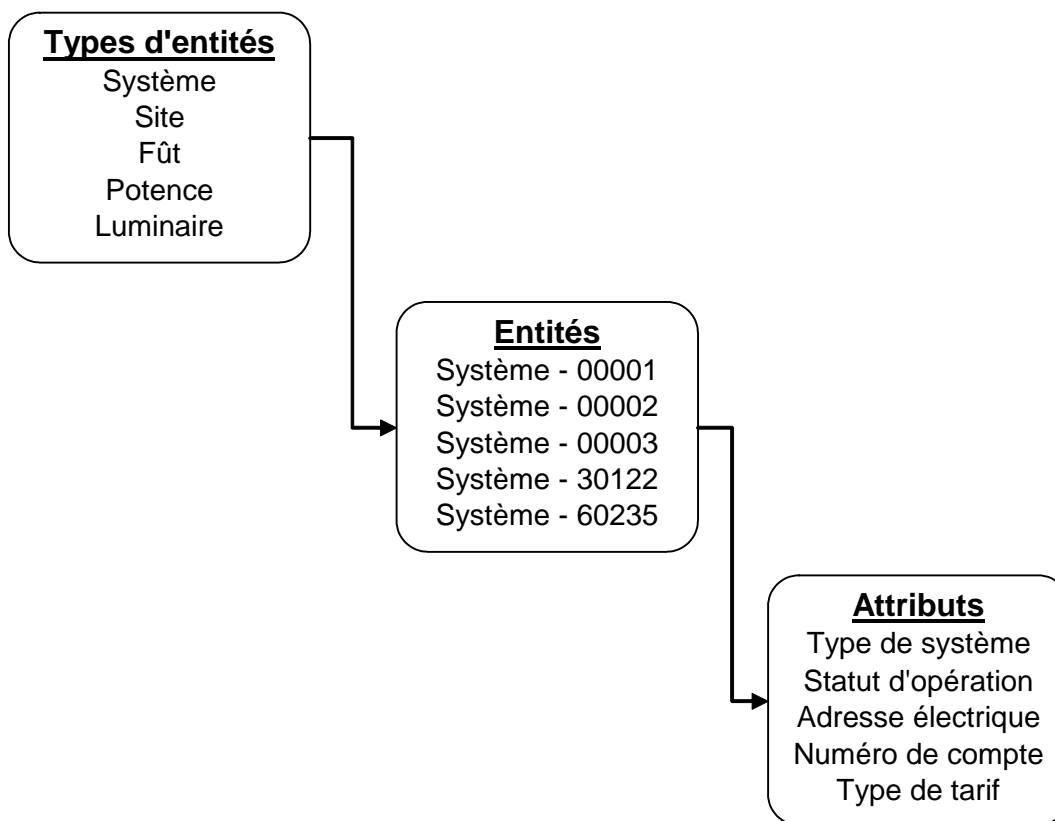 Types d'entités
Système
Site
Fût
Potence
Luminaire
Entités
Système - 00001
Système - 00002
Système - 00003
Système - 30122
Système - 60235
Attributs
Type de système
Statut d'opération
Adresse électrique
Numéro de compte
Type de tarif